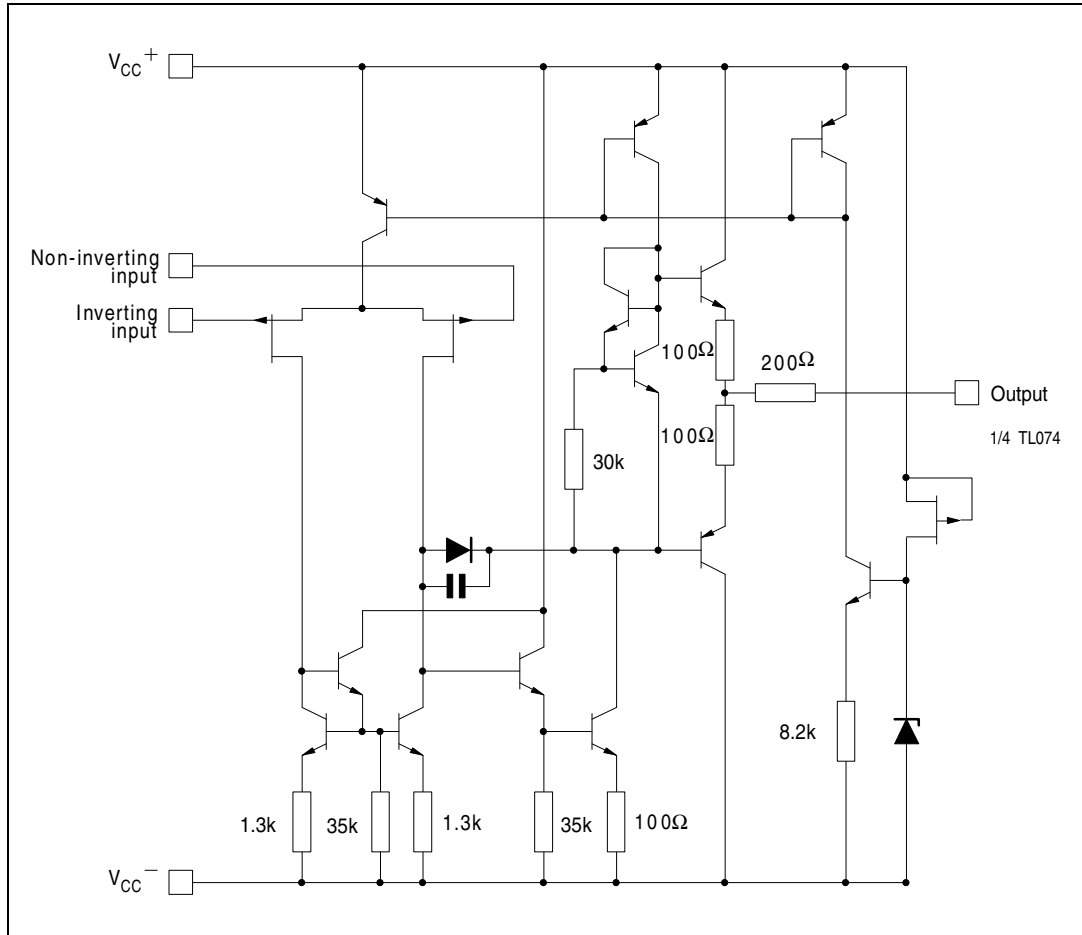 VCC+
Non-inverting
input
Inverting
input
100Ω
200Ω
Output
100Ω
1/4 TL074
30k
8.2k
1.3k
35k
1.3k
35k
100Ω
VCC−